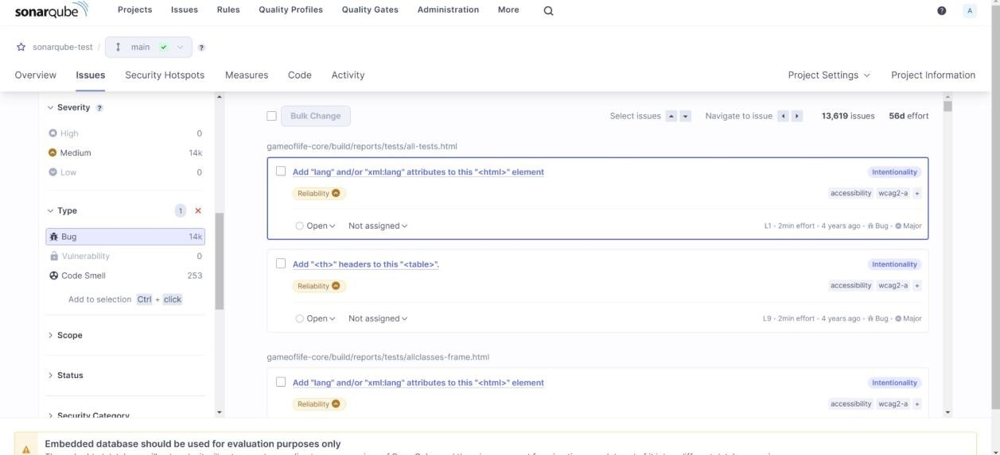 sonarqube Projects Issues Rules Quality Profiles Quality Gates Administration More ? A
sonarqube-test / main ?
Overview Issues Security Hotspots Measures Code Activity Project Settings Project Information
Severity ?
High 0
Medium 14k
Low 0
Type 1
Bug 14k
Vulnerability 0
Code Smell 253
Add to selection Ctrl + click
Scope
Status
Security Category
Bulk Change Select issues Navigate to issue 13,619 issues 56d effort
gameoflife-core/build/reports/tests/all-tests.html
Add "lang" and/or "xml:lang" attributes to this "<html>" element Intentionality
Reliability accessibility wcag2-a +
Open Not assigned L1 • 2min effort • 4 years ago • Bug • Major
Add "<th>" headers to this "<table>". Intentionality
Reliability accessibility wcag2-a +
Open Not assigned L9 • 2min effort • 4 years ago • Bug • Major
gameoflife-core/build/reports/tests/allclasses-frame.html
Add "lang" and/or "xml:lang" attributes to this "<html>" element Intentionality
Reliability accessibility wcag2-a +
Embedded database should be used for evaluation purposes only